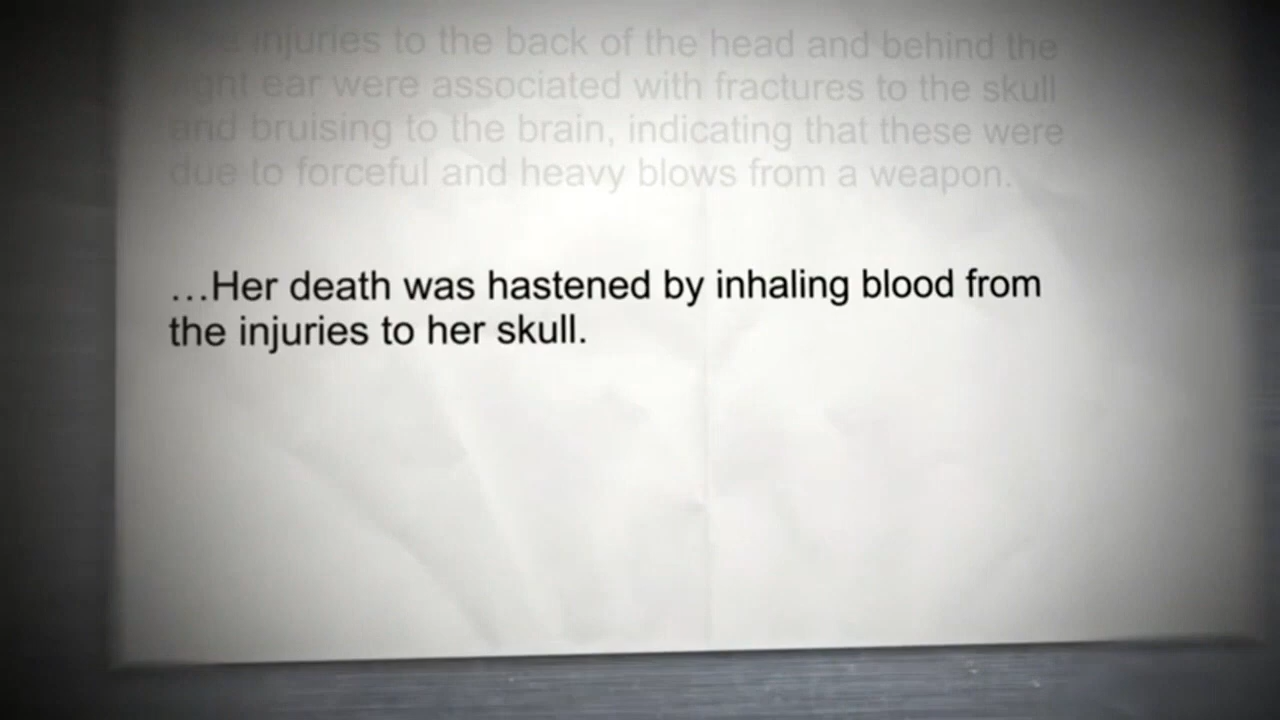 injuries to the back of the head and behind the
ear were associated with fractures to the skull
and bruising to the brain, indicating that these were
due to forceful and heavy blows from a weapon.
…Her death was hastened by inhaling blood from
the injuries to her skull.